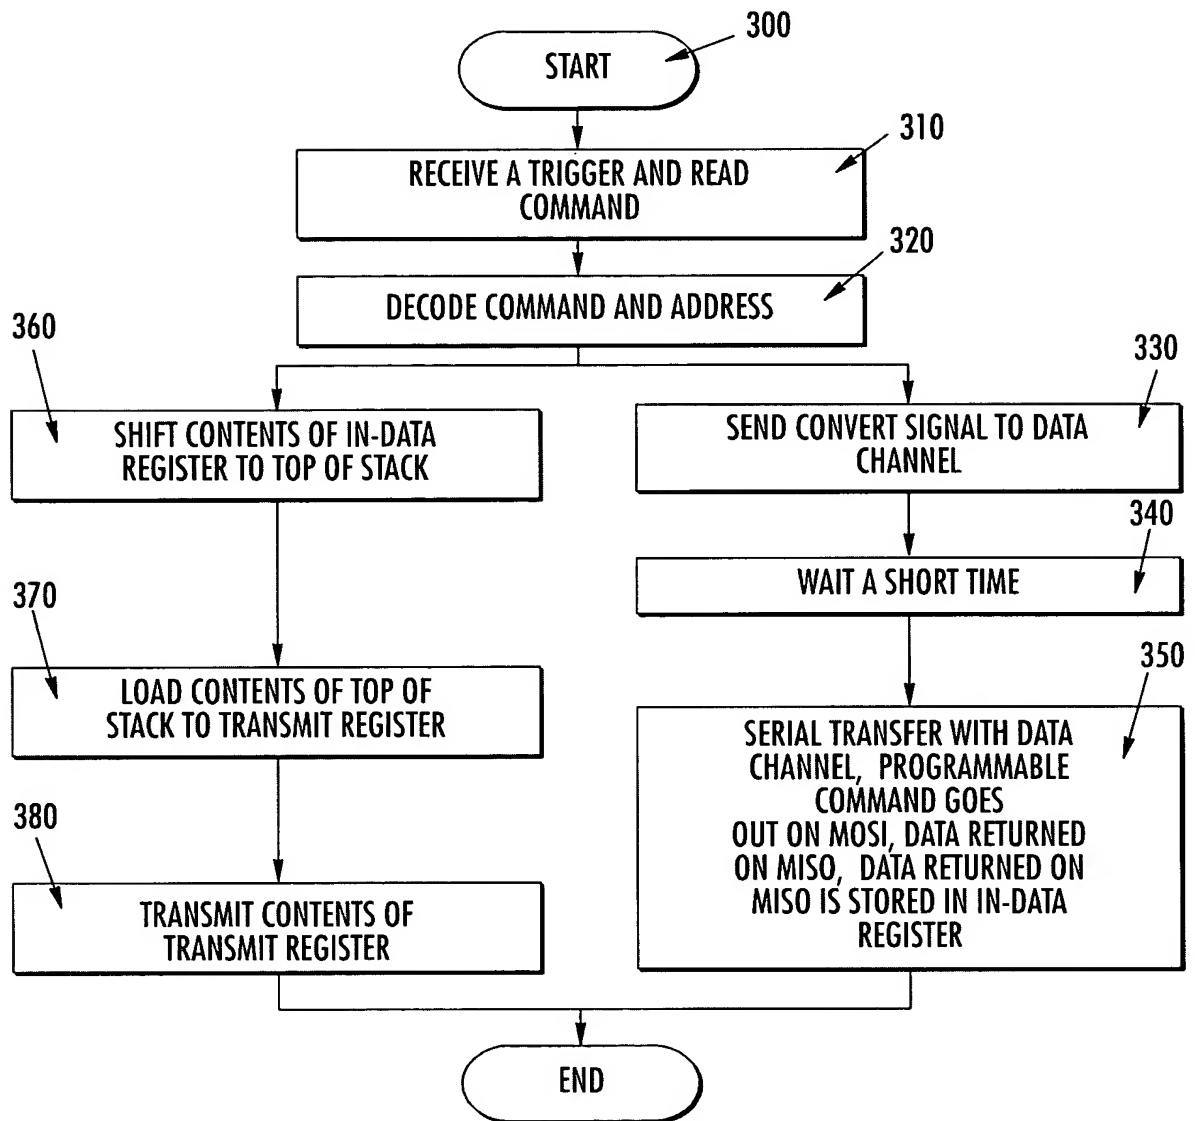 300
START
310
RECEIVE A TRIGGER AND READ
COMMAND
320
DECODE COMMAND AND ADDRESS
360
SHIFT CONTENTS OF IN-DATA
REGISTER TO TOP OF STACK
330
SEND CONVERT SIGNAL TO DATA
CHANNEL
340
WAIT A SHORT TIME
370
LOAD CONTENTS OF TOP OF
STACK TO TRANSMIT REGISTER
350
SERIAL TRANSFER WITH DATA
CHANNEL, PROGRAMMABLE
COMMAND GOES
OUT ON MOSI, DATA RETURNED
ON MISO, DATA RETURNED ON
MISO IS STORED IN IN-DATA
REGISTER
380
TRANSMIT CONTENTS OF
TRANSMIT REGISTER
END